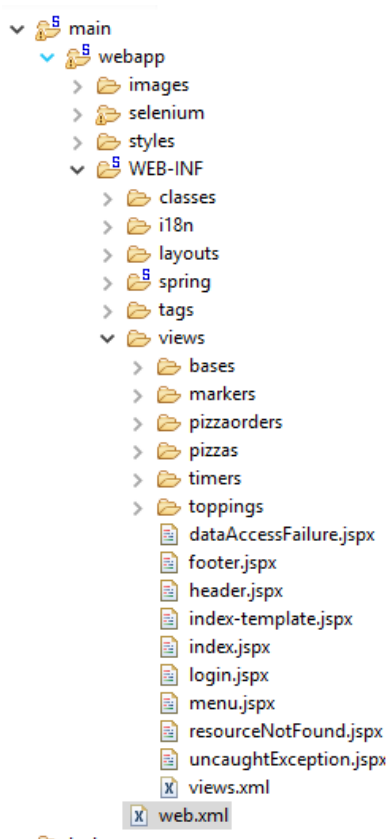 main
webapp
images
selenium
styles
WEB-INF
classes
i18n
layouts
spring
tags
views
bases
markers
pizzaorders
pizzas
timers
toppings
dataAccessFailure.jspx
footer.jspx
header.jspx
index-template.jspx
index.jspx
login.jspx
menu.jspx
resourceNotFound.jspx
uncaughtException.jspx
views.xml
web.xml